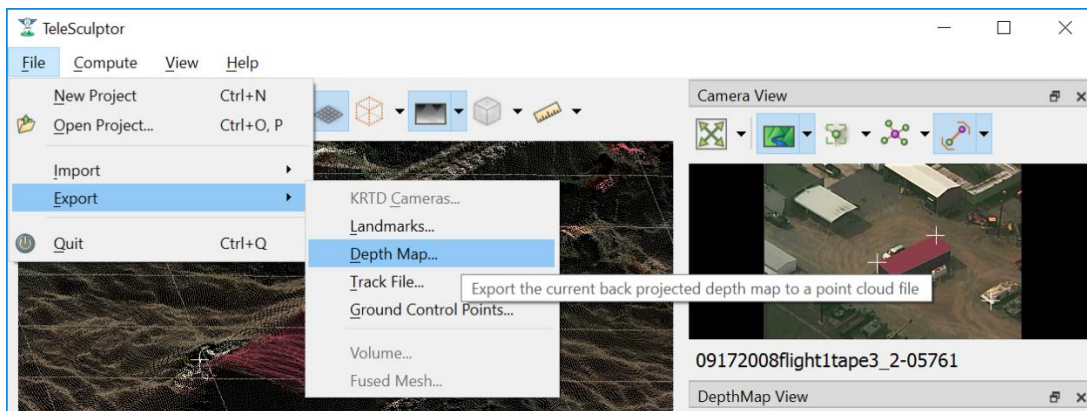 TeleSculptor
File Compute View Help
New Project Ctrl+N
Open Project... Ctrl+O, P
Import
Export
Quit Ctrl+Q
KRTD Cameras...
Landmarks...
Depth Map...
Track File...
Export the current back projected depth map to a point cloud file
Ground Control Points...
Volume...
Fused Mesh...
Camera View
09172008flight1tape3_2-05761
DepthMap View